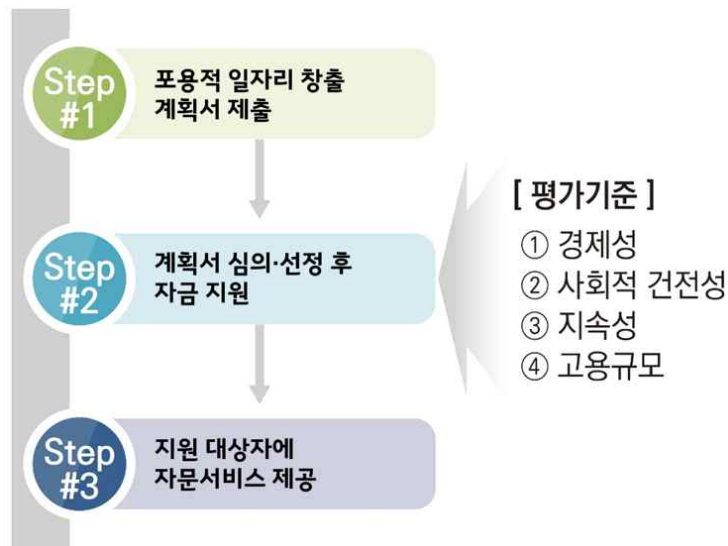 Step
#1
포용적 일자리 창출
계획서 제출
Step
#2
계획서 심의·선정 후
자금 지원
[ 평가기준 ]
① 경제성
② 사회적 건전성
③ 지속성
④ 고용규모
Step
#3
지원 대상자에
자문서비스 제공